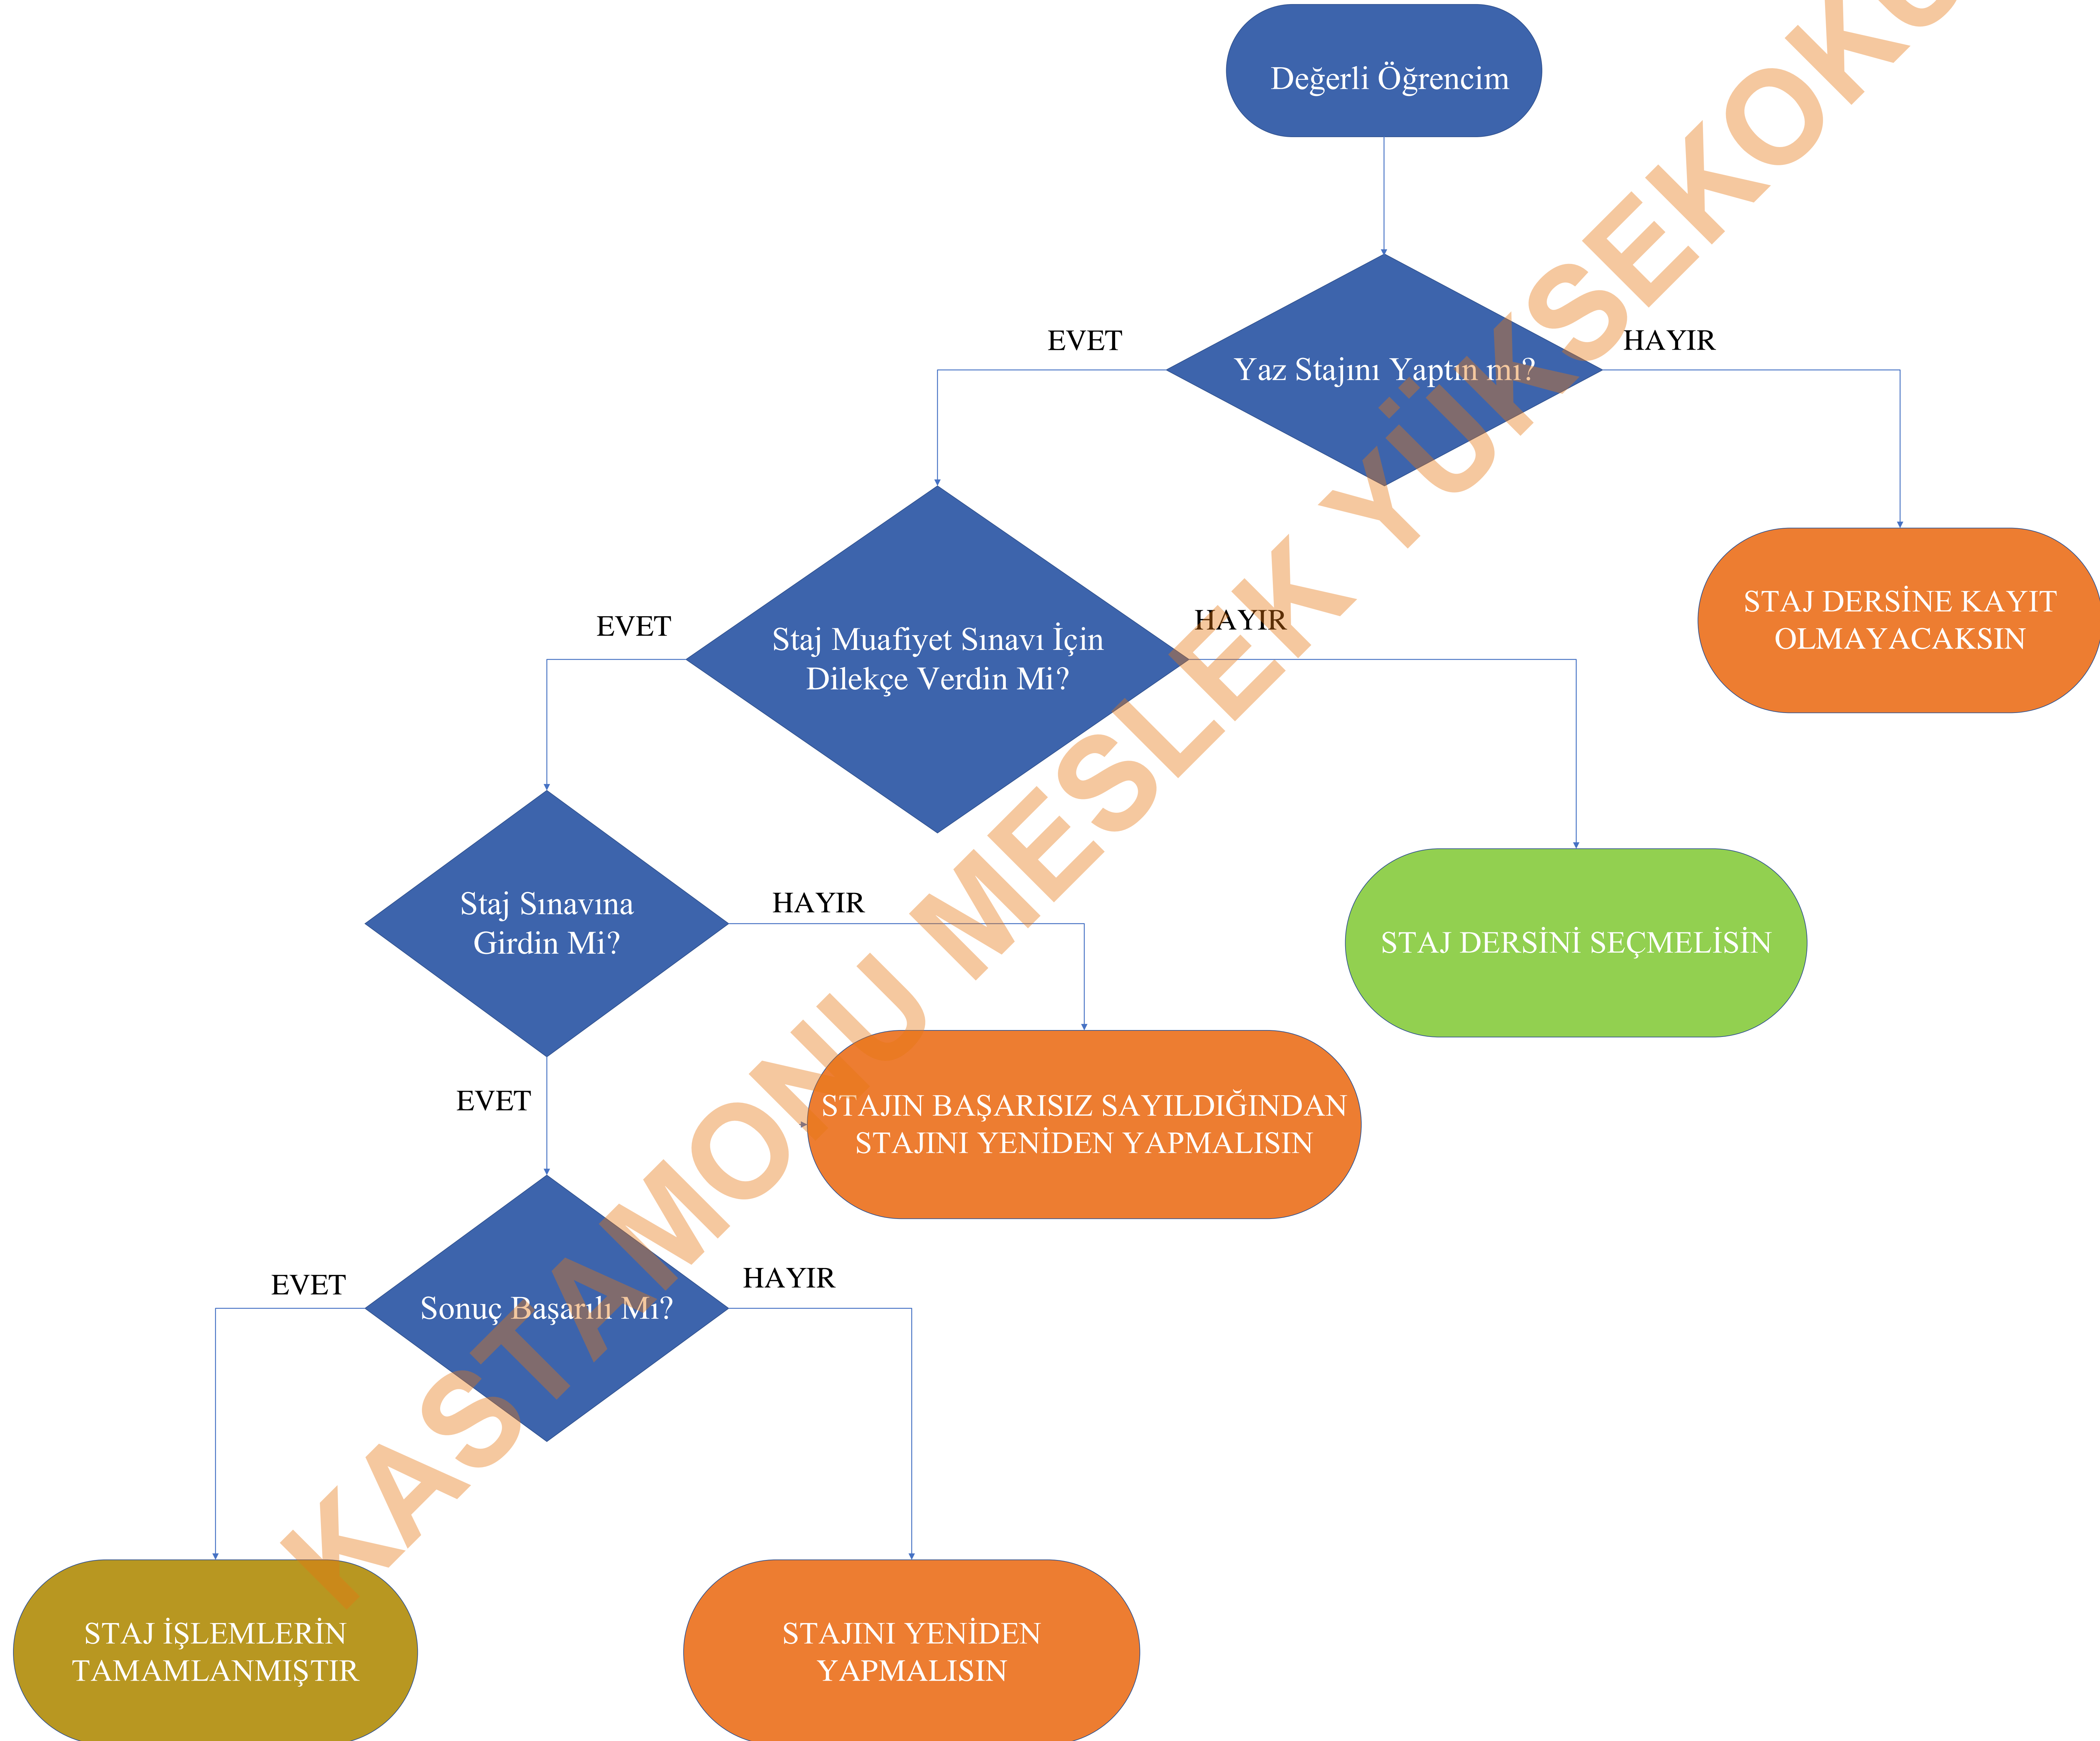 Değerli Öğrencim
EVET
HAYIR
Yaz Stajını Yaptın mı?
STAJ DERSİNE KAYIT
OLMAYACAKSIN
EVET
HAYIR
Staj Muafiyet Sınavı İçin
Dilekçe Verdin Mi?
STAJ DERSİNİ SEÇMELİSİN
Staj Sınavına
Girdin Mi?
HAYIR
EVET
STAJIN BAŞARISIZ SAYILDIĞINDAN
STAJINI YENİDEN YAPMALISIN
EVET
HAYIR
Sonuç Başarılı Mı?
STAJ İŞLEMLERİN
TAMAMLANMIŞTIR
STAJINI YENİDEN
YAPMALISIN
KASTAMONU MESLEK YÜKSEKOKU